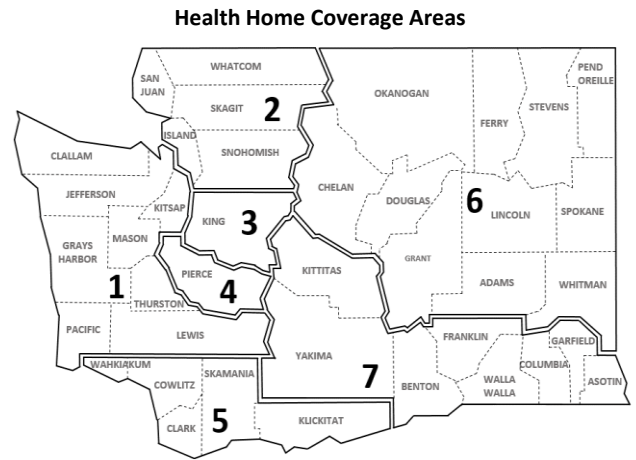 Health Home Coverage Areas
WHATCOM
SAN
JUAN
SKAGIT
2
ISLAND
SNOHOMISH
OKANOGAN
FERRY
STEVENS
PEND
OREILLE
CLALLAM
JEFFERSON
KITSAP
KING
3
CHELAN
DOUGLAS
6
LINCOLN
SPOKANE
GRAYS
HARBOR
MASON
1
PIERCE
4
THURSTON
KITTITAS
GRANT
ADAMS
WHITMAN
PACIFIC
LEWIS
YAKIMA
7
FRANKLIN
GARFIELD
COLUMBIA
BENTON
WALLA
WALLA
ASOTIN
WAHKIAKUM
COWLITZ
SKAMANIA
CLARK
5
KLICKITAT